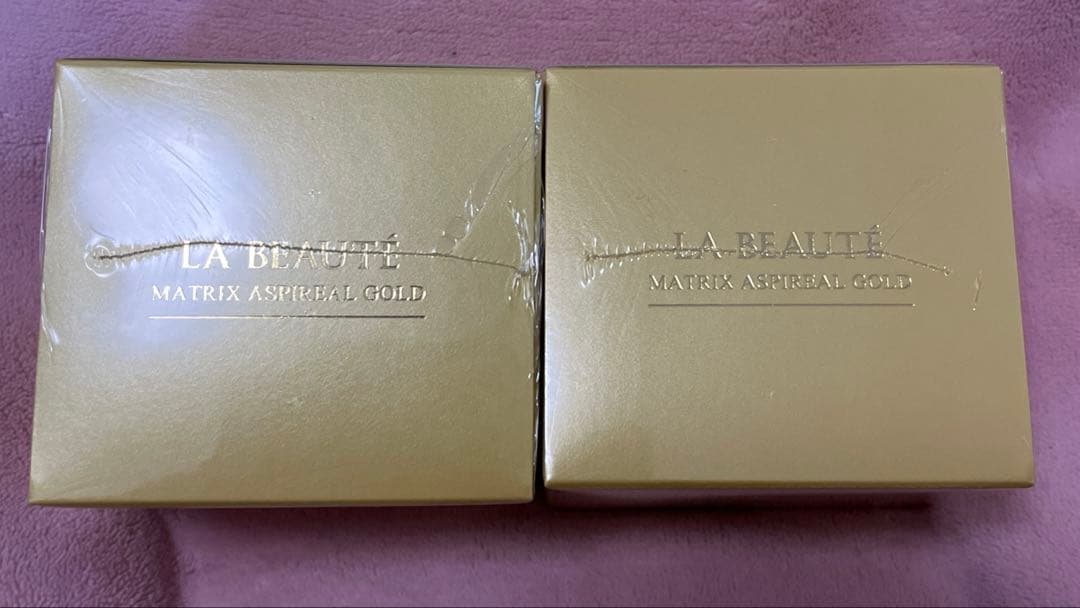 LA BEAUTÉ
MATRIX ASPIREAL GOLD
LA BEAUTÉ
MATRIX ASPIREAL GOLD